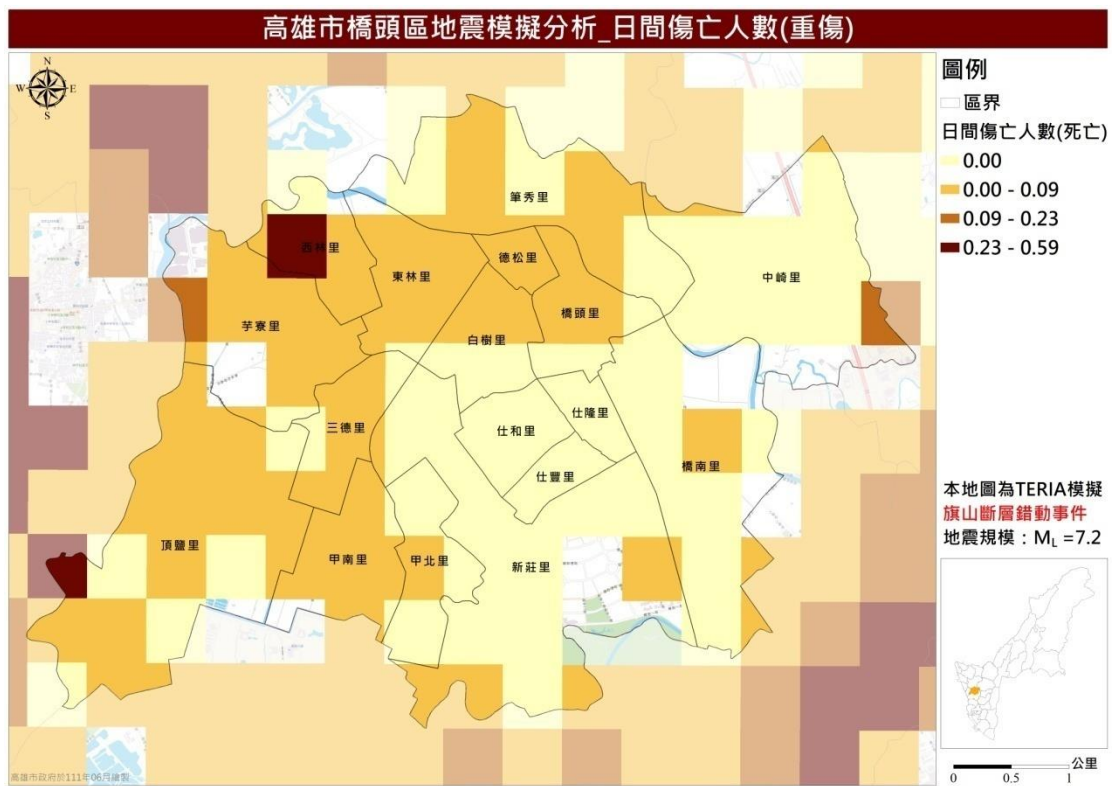 高雄市橋頭區地震模擬分析_日間傷亡人數(重傷)
N
W
E
S
圖例
區界
日間傷亡人數(死亡)
0.00
0.00 - 0.09
0.09 - 0.23
0.23 - 0.59
筆秀里
西林里
德松里
東林里
中崎里
橋頭里
芋寮里
白樹里
仕隆里
三德里
仕和里
橋南里
仕豐里
頂鹽里
甲南里
甲北里
新莊里
本地圖為TERIA模擬
旗山斷層錯動事件
地震規模：ML =7.2
高雄市政府於111年06月繪製
公里
0 0.5 1